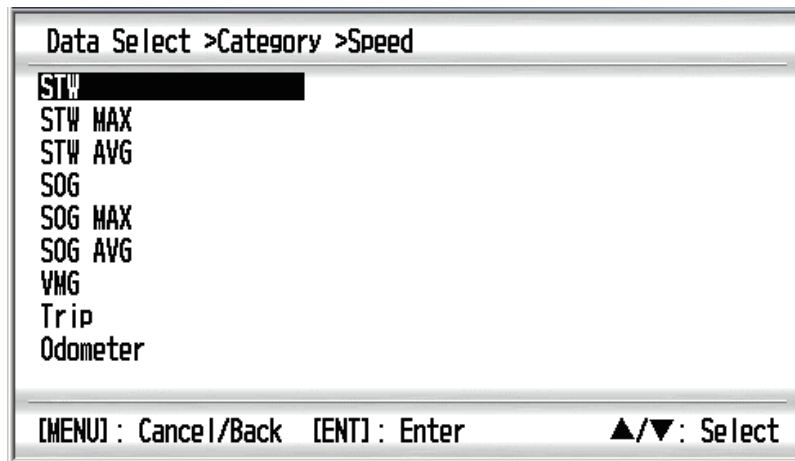 Data Select >Category >Speed
STW
STW MAX
STW AVG
SOG
SOG MAX
SOG AVG
VMG
Trip
Odometer
[MENU] : Cancel/Back [ENT] : Enter ▲/▼: Select